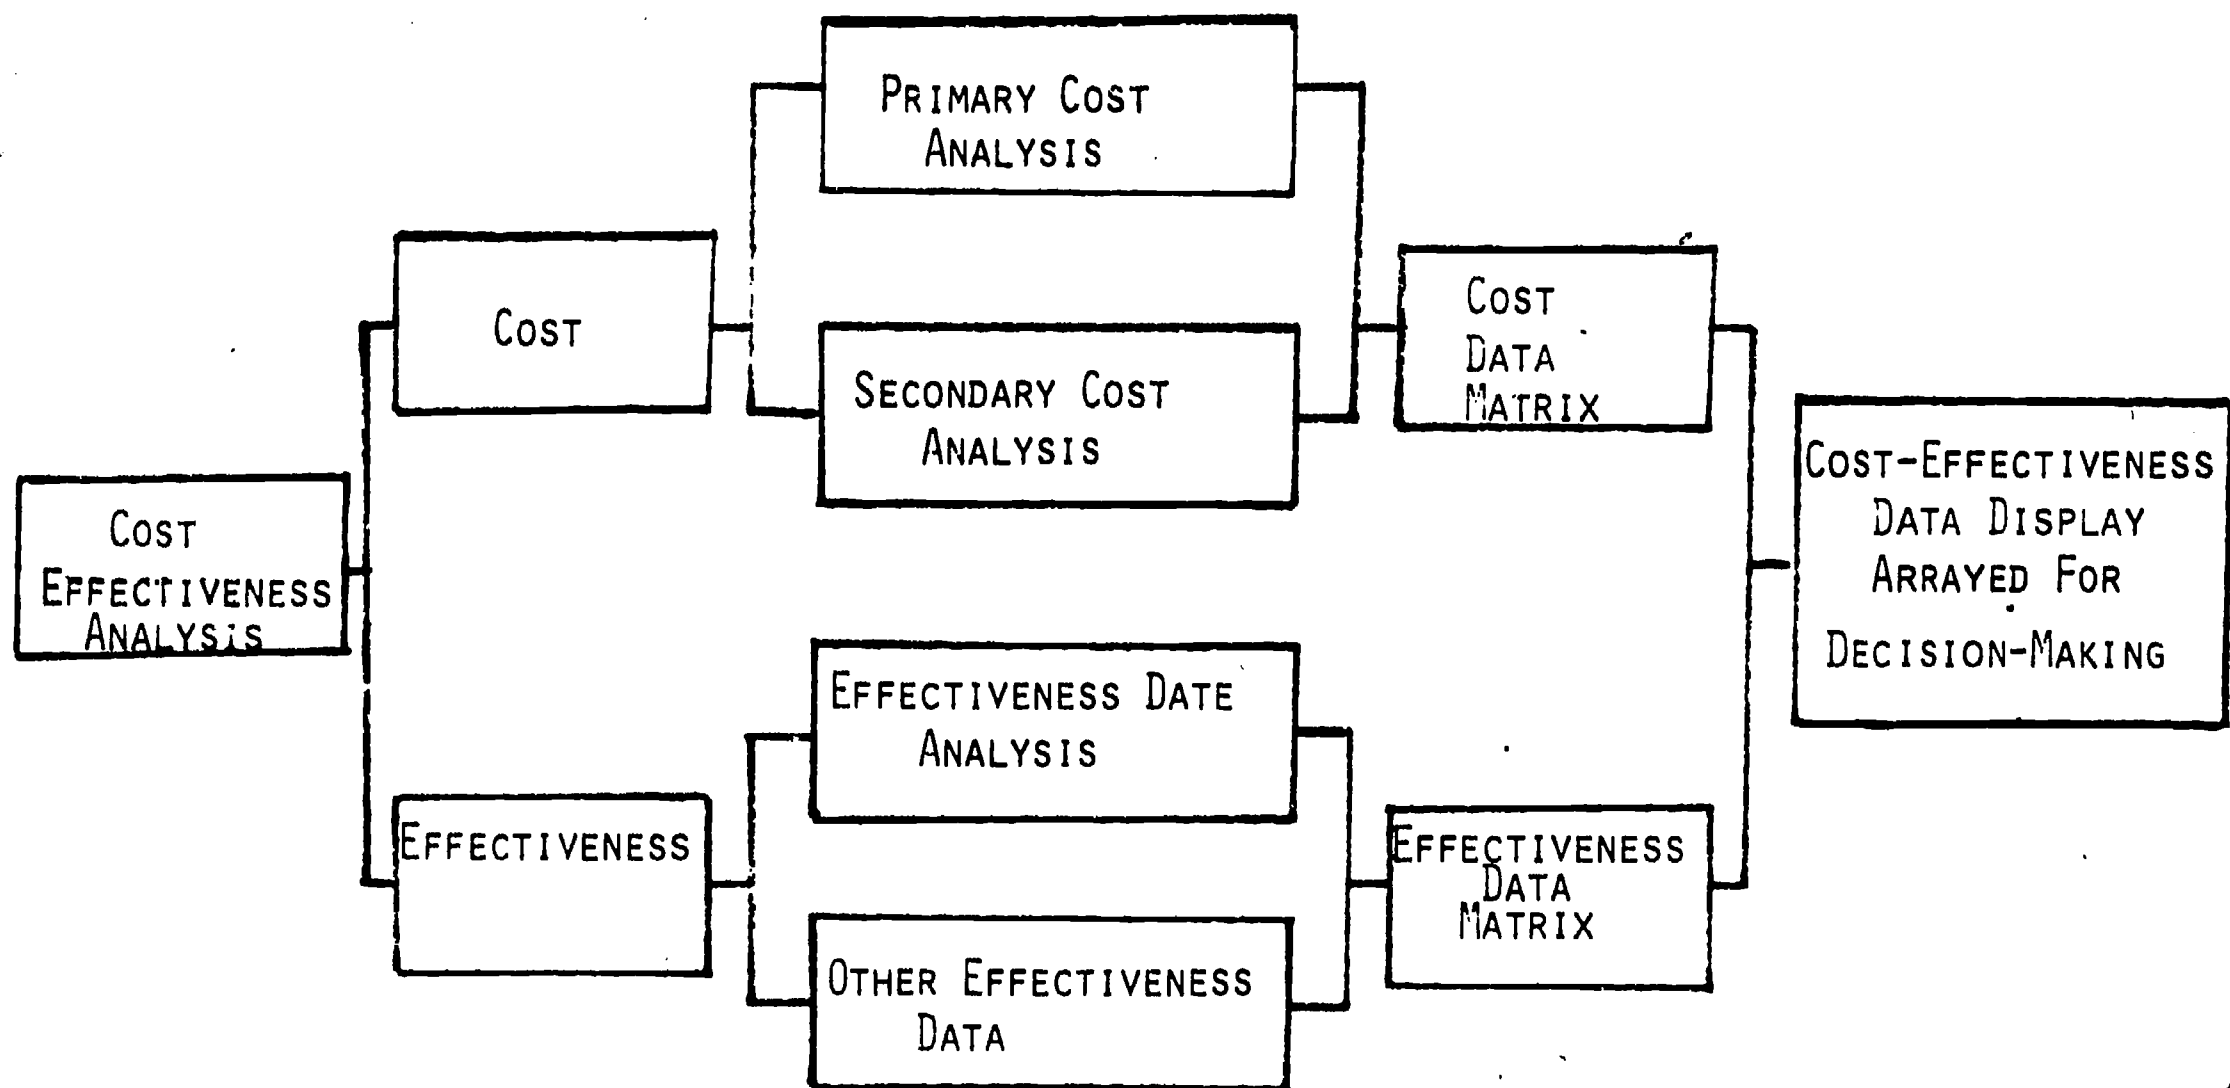 PRIMARY COST
ANALYSIS
COST
SECONDARY COST
ANALYSIS
COST
DATA
MATRIX
COST
EFFECTIVENESS
ANALYSIS
COST-EFFECTIVENESS
DATA DISPLAY
ARRAYED FOR
DECISION-MAKING
EFFECTIVENESS DATE
ANALYSIS
EFFECTIVENESS
OTHER EFFECTIVENESS
DATA
EFFECTIVENESS
DATA
MATRIX